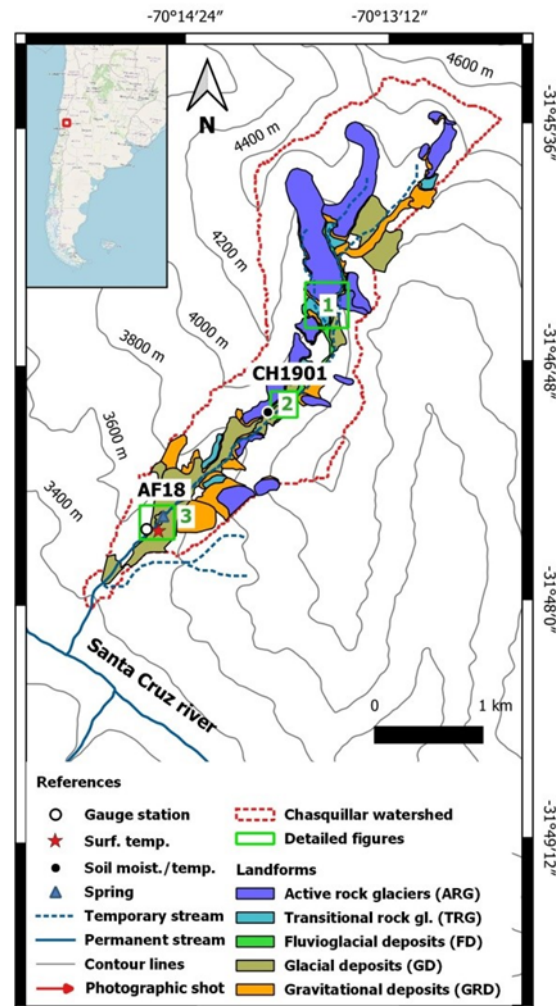 -70°14'24" -70°13'12"
4600 m
-31°45'36"
N
4400 m
4200 m
1
4000 m
3800 m
CH1901
-31°46'48"
2
3600 m
AF18
3400 m
3
-31°48'0"
Santa Cruz river
0 1 km
-31°49'12"
References
Gauge station
Surf. temp.
Soil moist./temp.
Spring
Temporary stream
Permanent stream
Contour lines
Photographic shot
Chasquillar watershed
Detailed figures
Landforms
Active rock glaciers (ARG)
Transitional rock gl. (TRG)
Fluvioglacial deposits (FD)
Glacial deposits (GD)
Gravitational deposits (GRD)